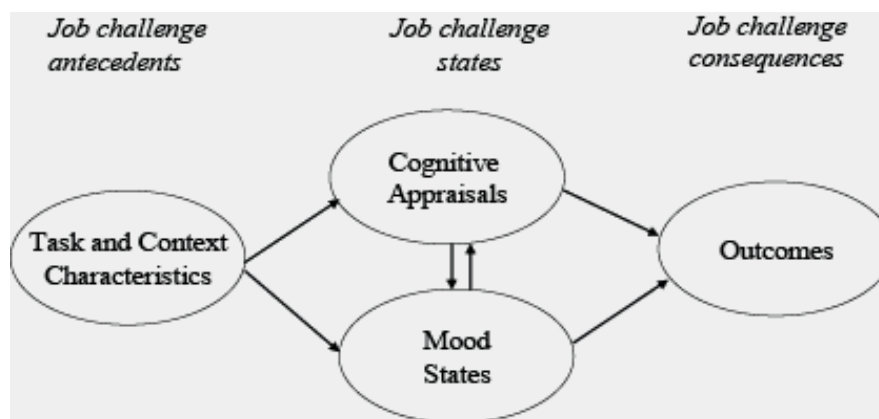 Job challenge
antecedents
Job challenge
states
Job challenge
consequences
Cognitive
Appraisals
Task and Context
Characteristics
Outcomes
Mood
States